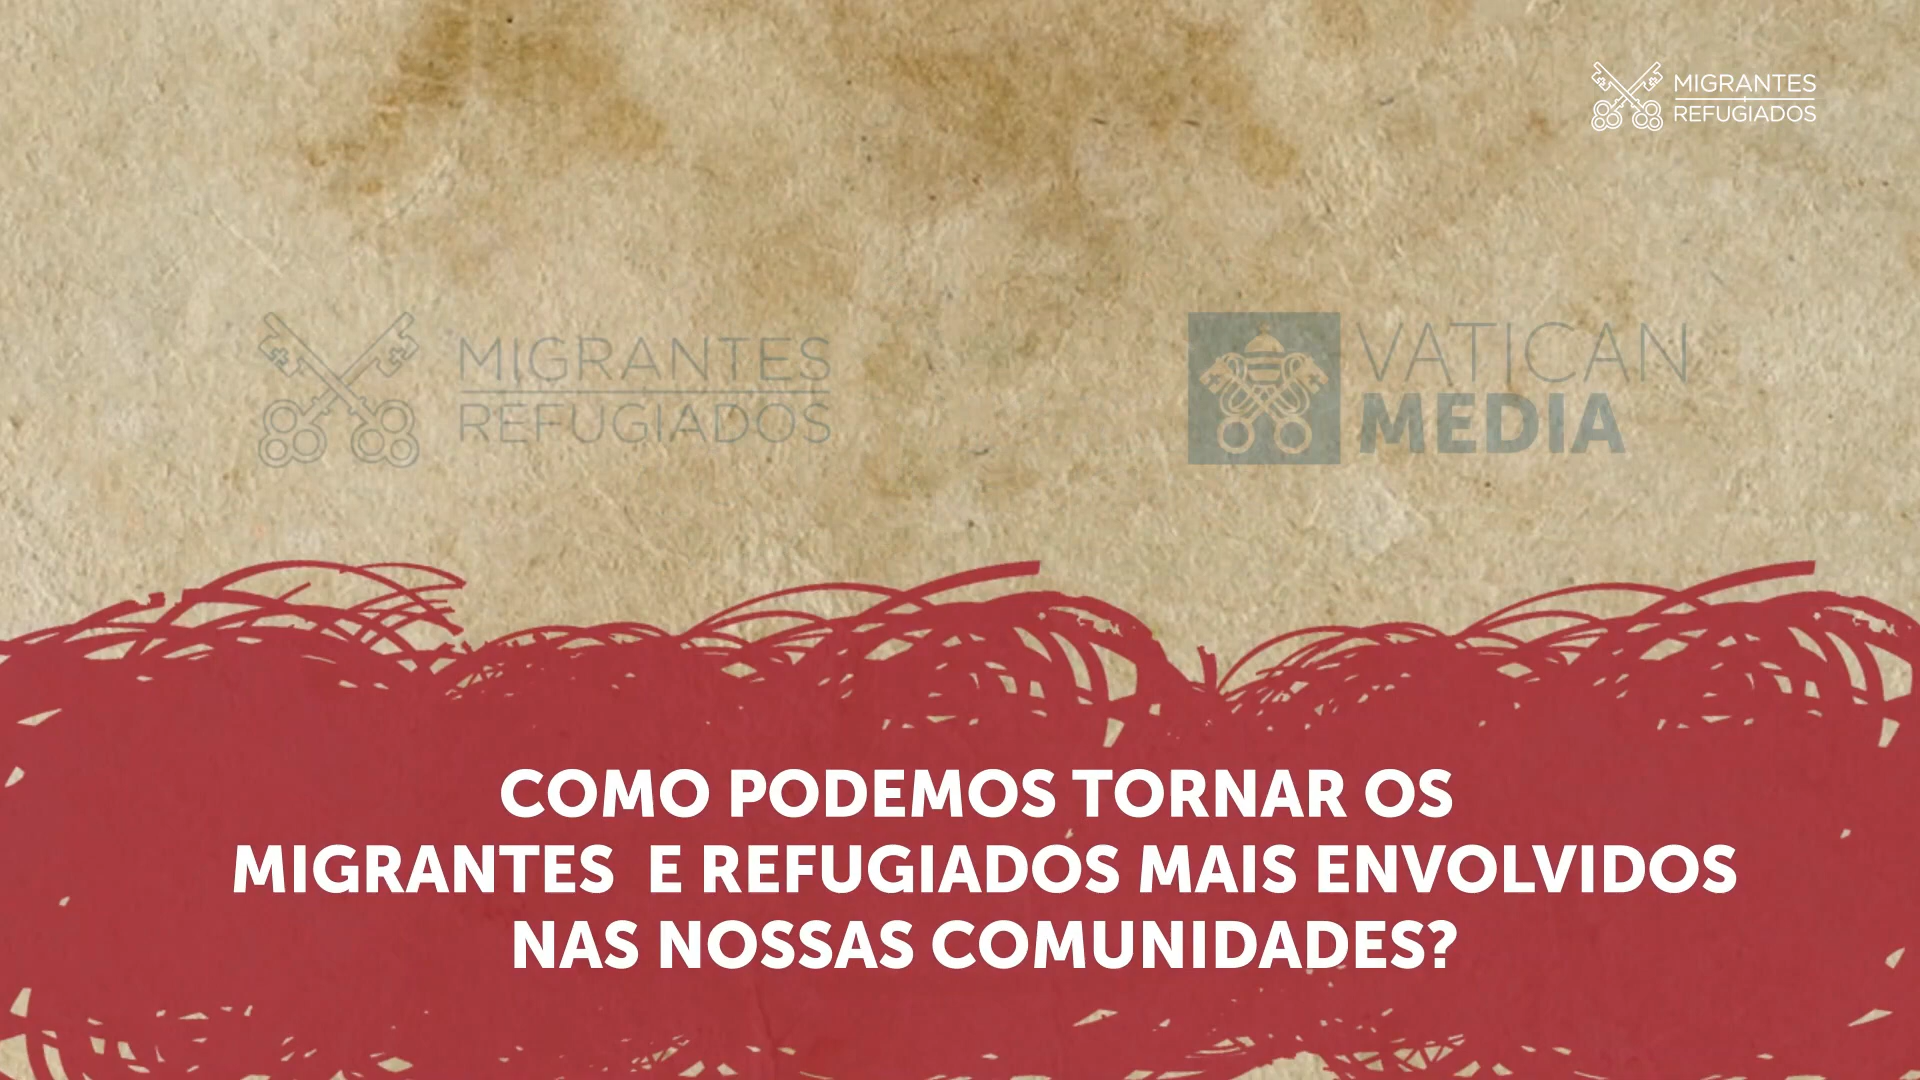 MIGRANTES
REFUGIADOS
MIGRANTES
REFUGIADOS
VATICAN
MEDIA
COMO PODEMOS TORNAR OS
MIGRANTES E REFUGIADOS MAIS ENVOLVIDOS
NAS NOSSAS COMUNIDADES?